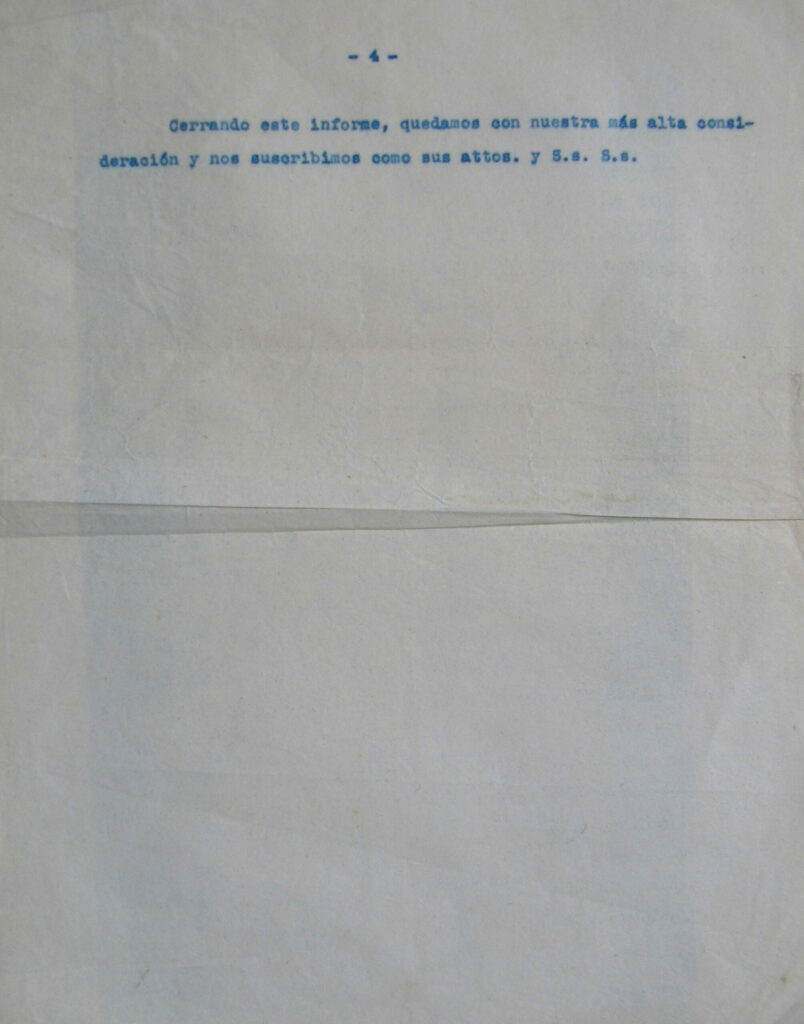 - 4 -
Cerrando este informe, quedamos con nuestra más alta consi-
deración y nos suscribimos como sus attos. y S.s. S.s.